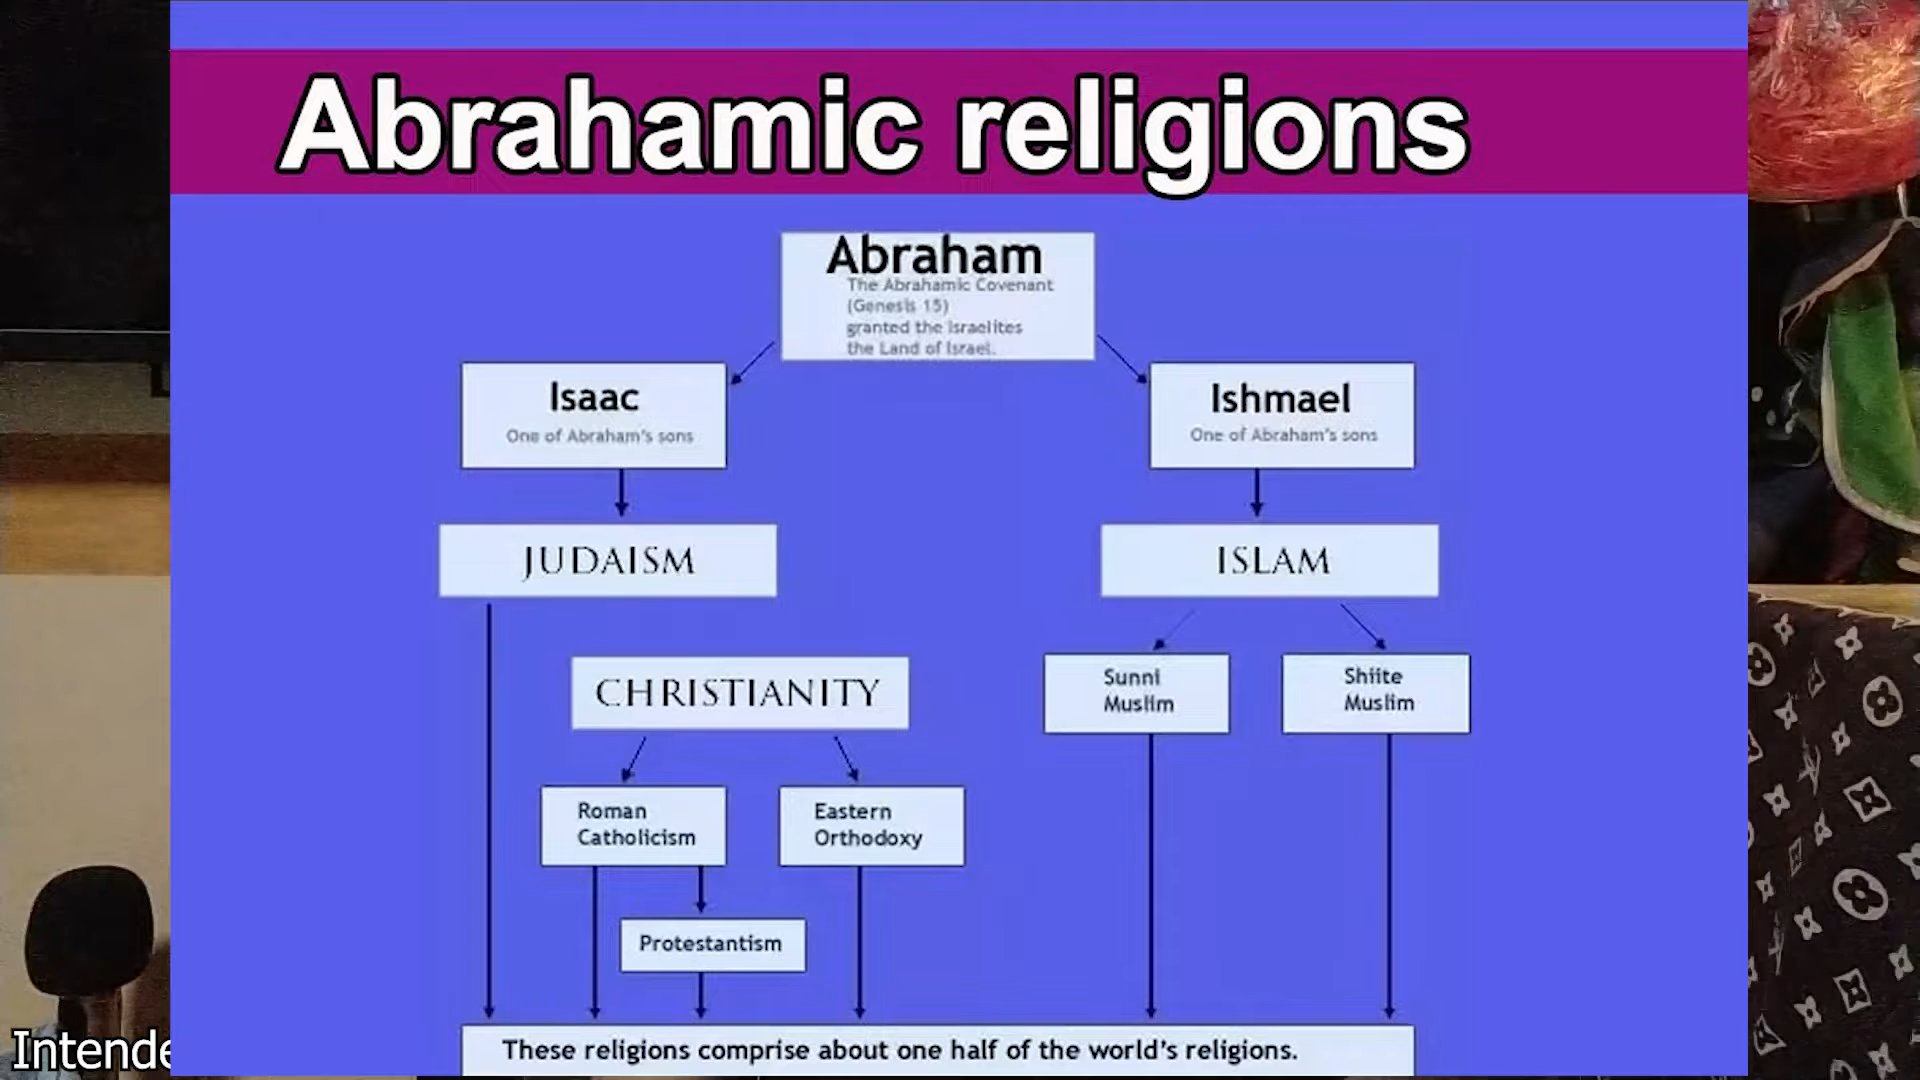 Abrahamic religions
Abraham
The Abrahamic Covenant
(Genesis 15)
granted the Israelites
the Land of Israel.
Isaac
One of Abraham's sons
Ishmael
One of Abraham's sons
JUDAISM
ISLAM
CHRISTIANITY
Sunni
Muslim
Shiite
Muslim
Roman
Catholicism
Eastern
Orthodoxy
Protestantism
These religions comprise about one half of the world's religions.
Intende